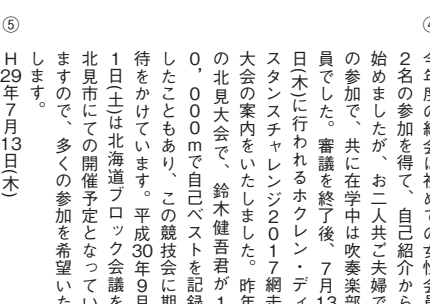 ④
今年度の総会は初めての女性会
2名の参加を得て、自己紹介から
始めましたが、お二人共ご夫婦で
の参加で、共に在学中は吹奏楽部
員でした。審議を終了後、7月13
日(木)に行われるホクレン・ディ
スタンスチャレンジ2017網走
大会の案内をいたしました。昨年
の北見大会で、鈴木健吾君が1
0,000mで自己ベストを記録
したこともあり、この競技会に期
待をかけています。平成30年9月
1日(土)は北海道ブロック会議を
北見市にての開催予定となってい
ますので、多くの参加を希望いた
します。
⑤
H29年7月13日(木)